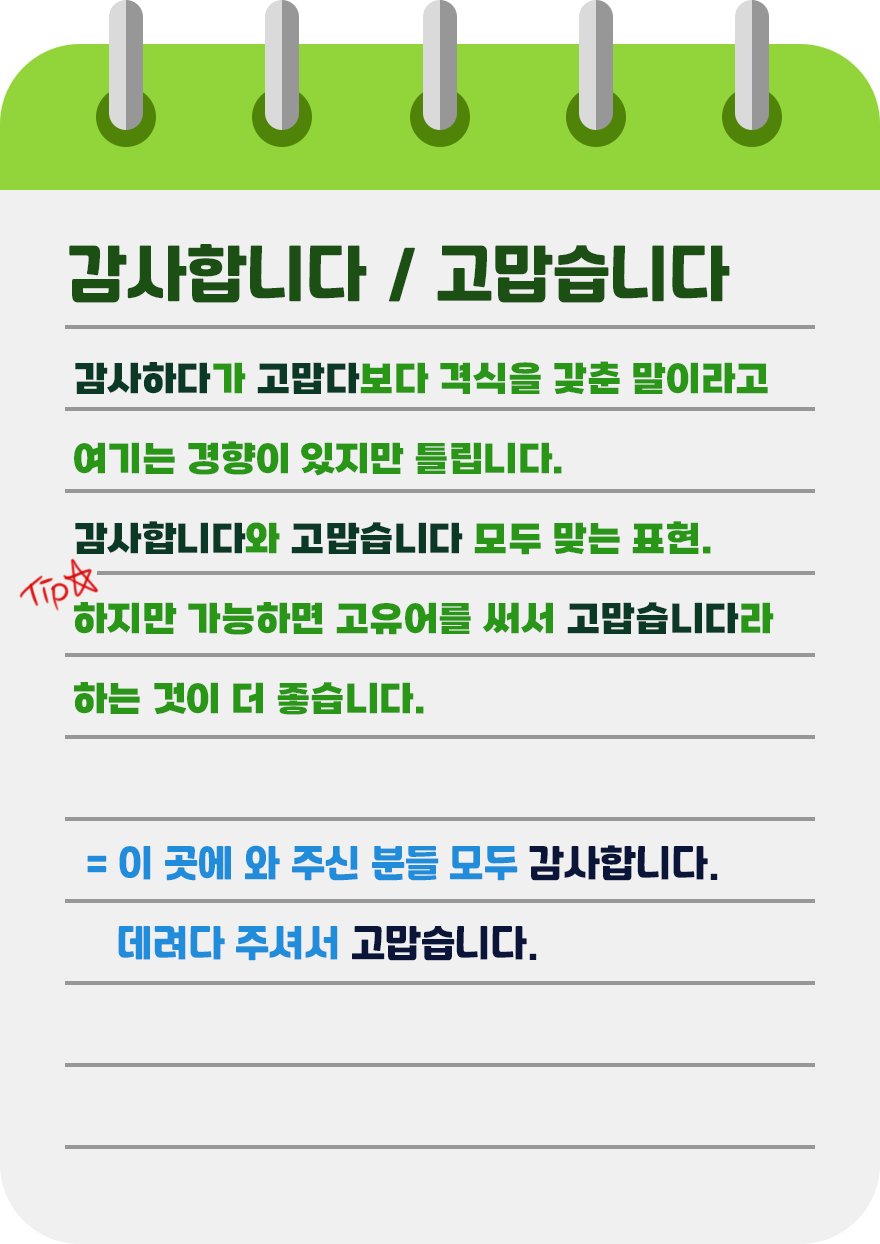 감사합니다 / 고맙습니다
감사하다가 고맙다보다 격식을 갖춘 말이라고
여기는 경향이 있지만 틀립니다.
감사합니다와 고맙습니다 모두 맞는 표현.
Tip☆
하지만 가능하면 고유어를 써서 고맙습니다라
하는 것이 더 좋습니다.
= 이 곳에 와 주신 분들 모두 감사합니다.
데려다 주셔서 고맙습니다.